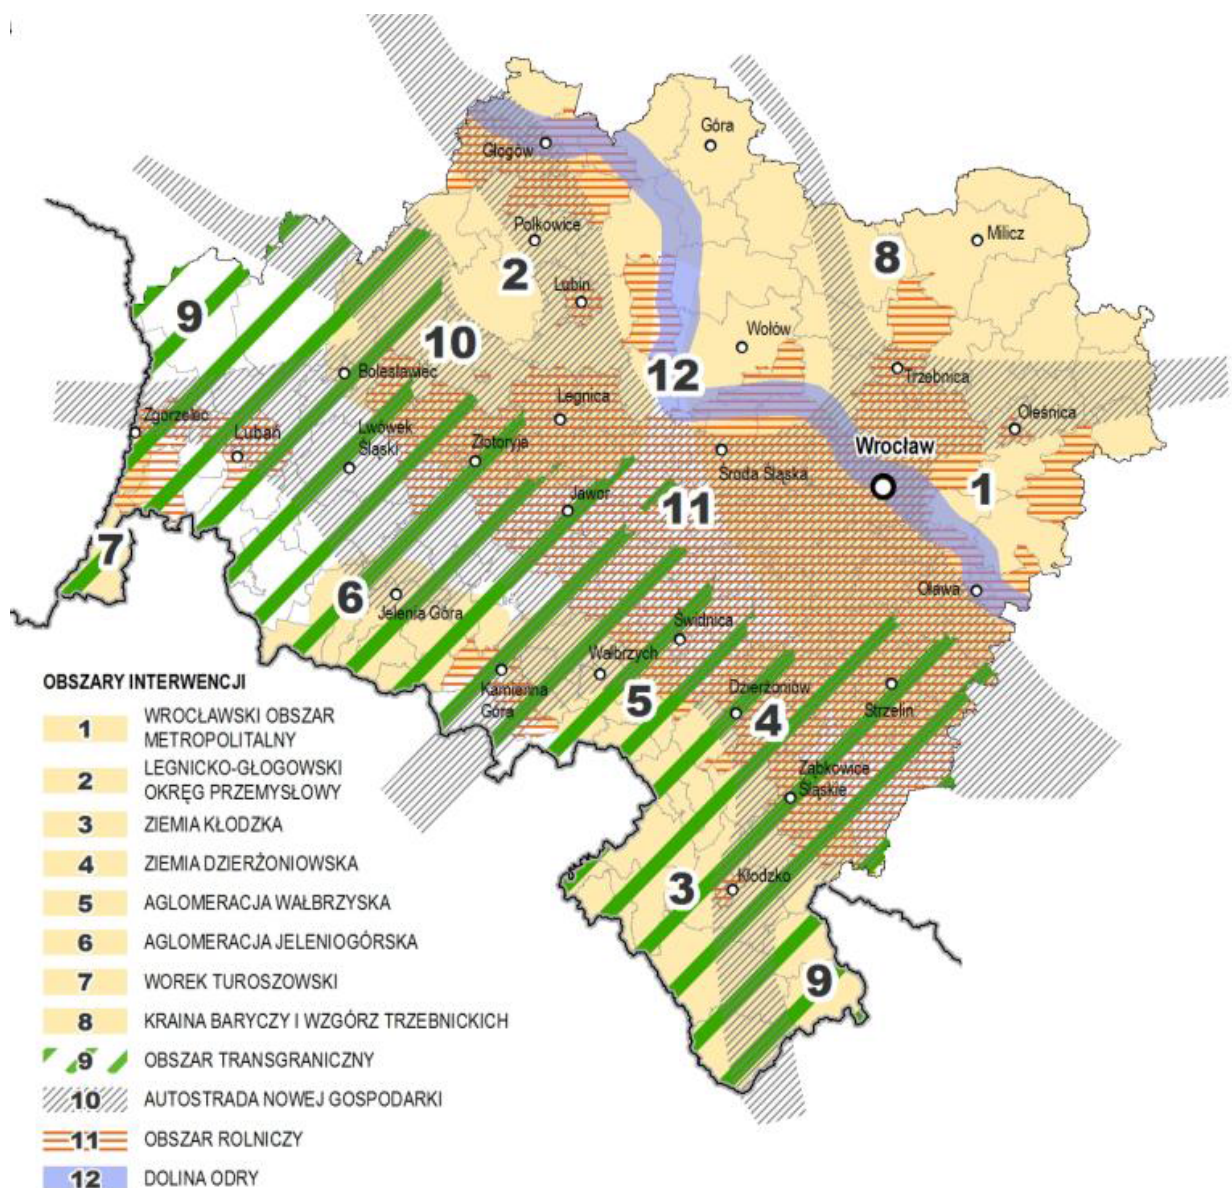 Góra
Głogów
Polkowice
Milicz
8
2
Lubin
9
Wołów
10
12
Bolesławiec
Trzebnica
Legnica
Zgorzelec
Lubań
Lwówek
Śląski
Złotoryja
Oleśnica
Wrocław
Środa Śląska
1
Jawor
11
7
6
Jelenia Góra
Oława
Świdnica
Wałbrzych
Kamienna
Góra
5
Dzierżoniów
4
Strzelin
Ząbkowice
Śląskie
3
Kłodzko
9
OBSZARY INTERWENCJI
1 WROCŁAWSKI OBSZAR
METROPOLITALNY
2 LEGNICKO-GŁOGOWSKI
OKRĘG PRZEMYSŁOWY
3 ZIEMIA KŁODZKA
4 ZIEMIA DZIERŻONIOWSKA
5 AGLOMERACJA WAŁBRZYSKA
6 AGLOMERACJA JELENIOGÓRSKA
7 WOREK TUROSZOWSKI
8 KRAINA BARYCZY I WZGÓRZ TRZEBNICKICH
9 OBSZAR TRANSGRANICZNY
10 AUTOSTRADA NOWEJ GOSPODARKI
11 OBSZAR ROLNICZY
12 DOLINA ODRY